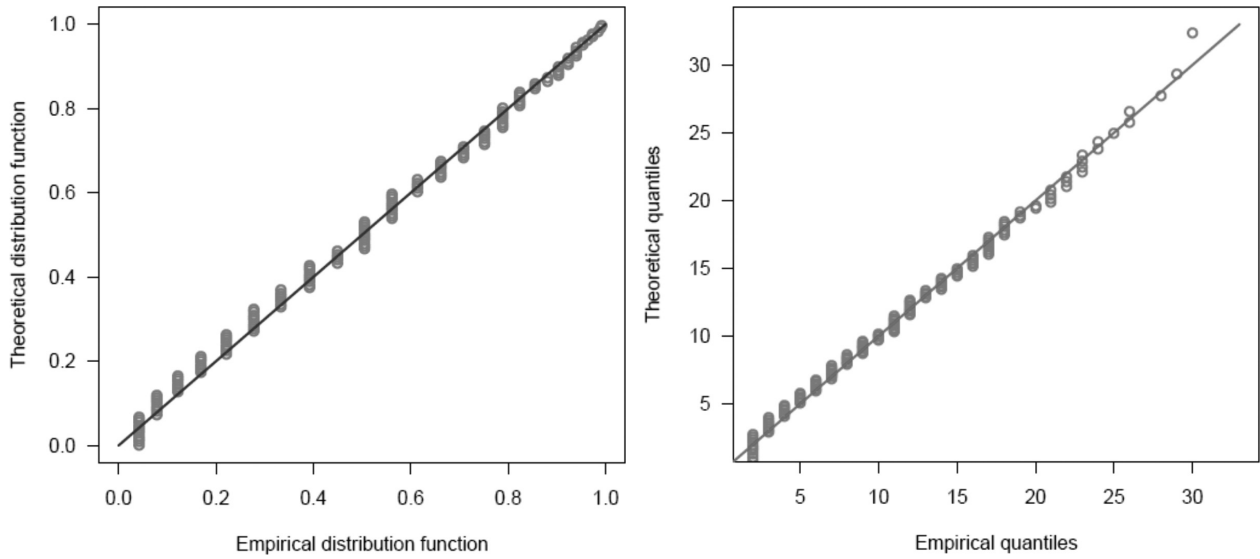 1.0
0.8
0.6
0.4
0.2
0.0
Theoretical distribution function
0.0 0.2 0.4 0.6 0.8 1.0
Empirical distribution function
30
25
20
15
10
5
Theoretical quantiles
5 10 15 20 25 30
Empirical quantiles